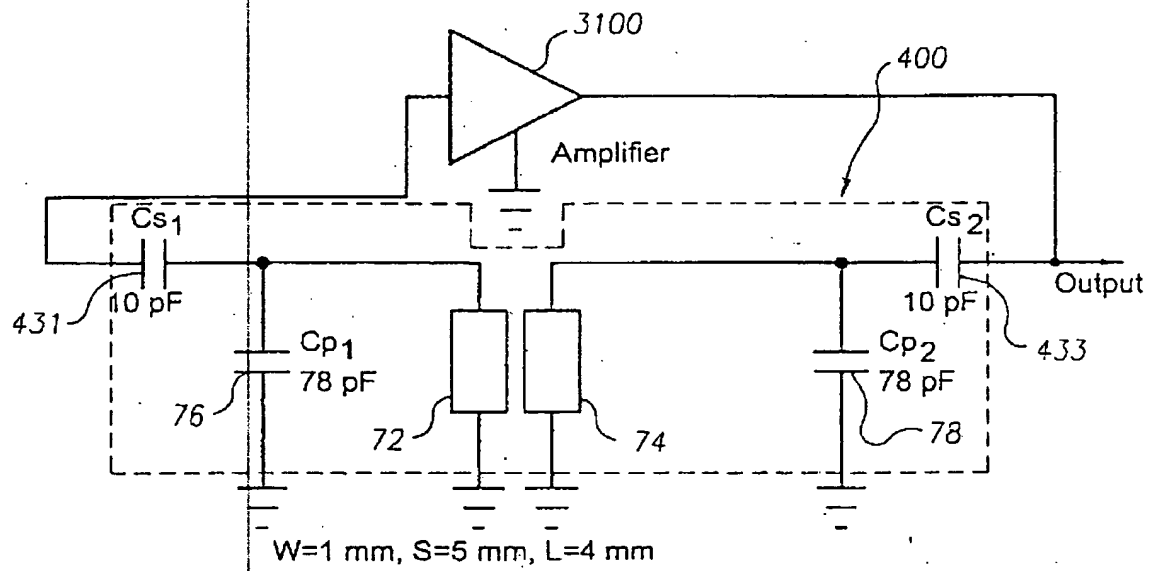 3100
400
Amplifier
Cs1
Cs2
10 pF
10 pF
Output
431
433
Cp1
78 pF
Cp2
78 pF
76
72
74
78
W=1 mm, S=5 mm, L=4 mm